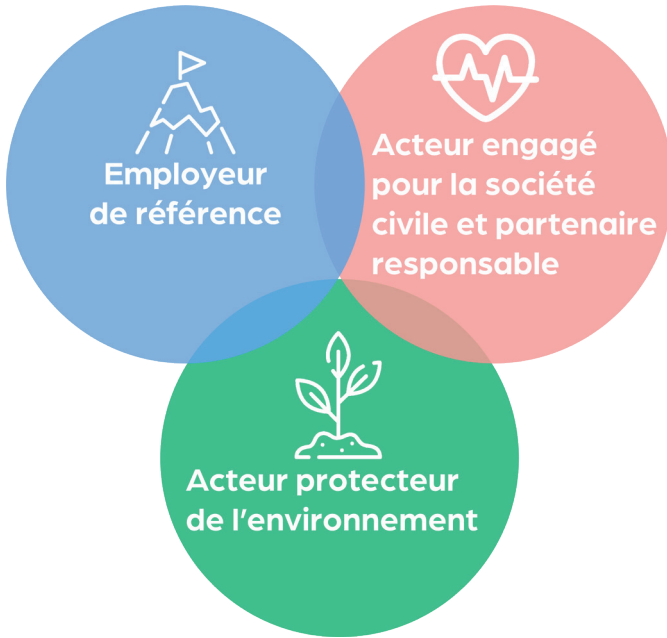 Employeur
de référence
Acteur engagé
pour la société
civile et partenaire
responsable
Acteur protecteur
de l'environnement